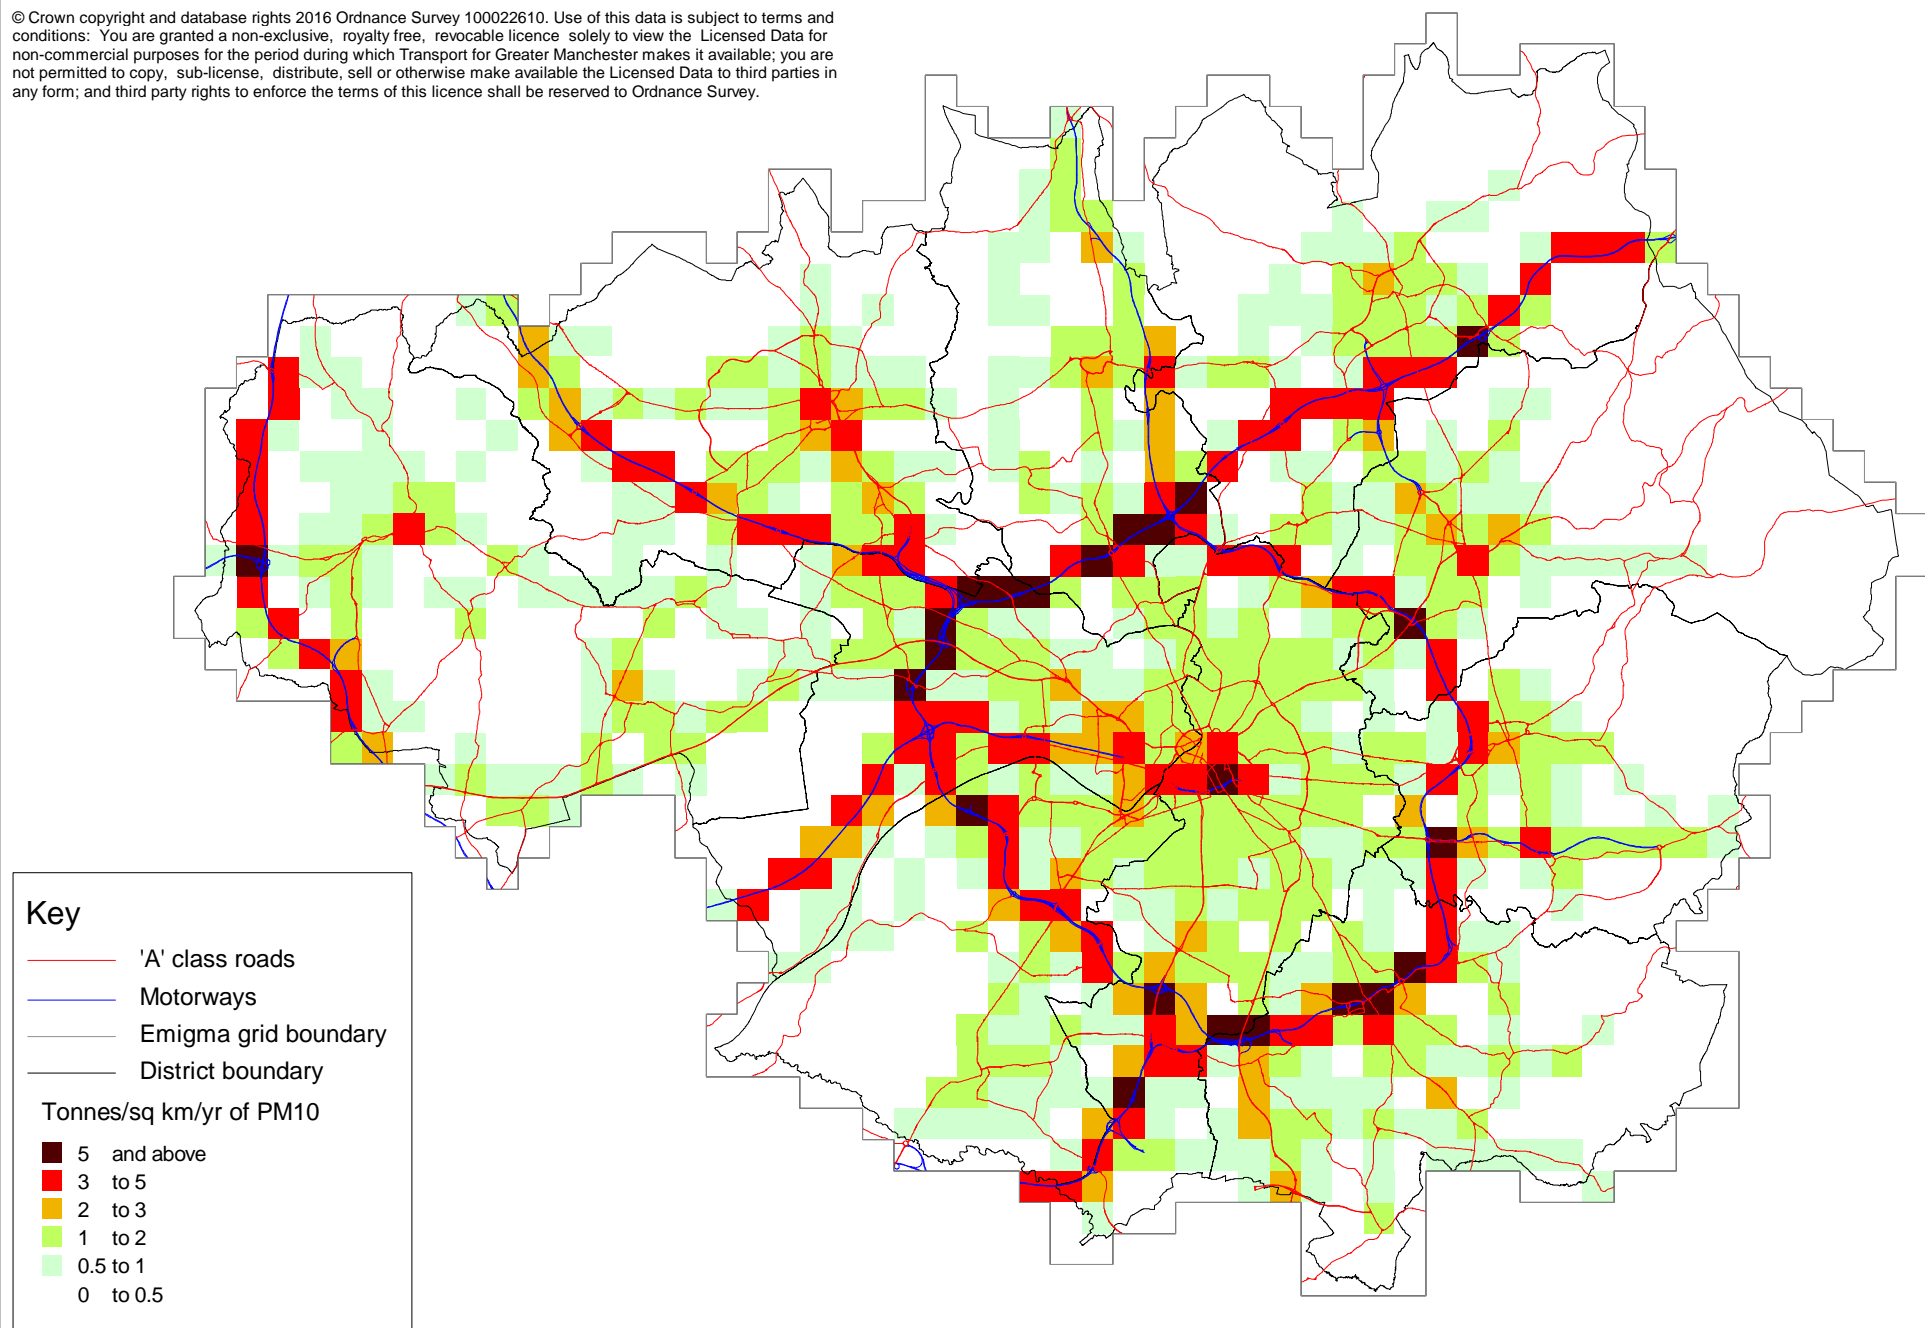 © Crown copyright and database rights 2016 Ordnance Survey 100022610. Use of this data is subject to terms and
conditions: You are granted a non-exclusive, royalty free, revocable licence solely to view the Licensed Data for
non-commercial purposes for the period during which Transport for Greater Manchester makes it available; you are
not permitted to copy, sub-license, distribute, sell or otherwise make available the Licensed Data to third parties in
any form; and third party rights to enforce the terms of this licence shall be reserved to Ordnance Survey.
Key
'A' class roads
Motorways
Emigma grid boundary
District boundary
Tonnes/sq km/yr of PM10
5 and above
3 to 5
2 to 3
1 to 2
0.5 to 1
0 to 0.5